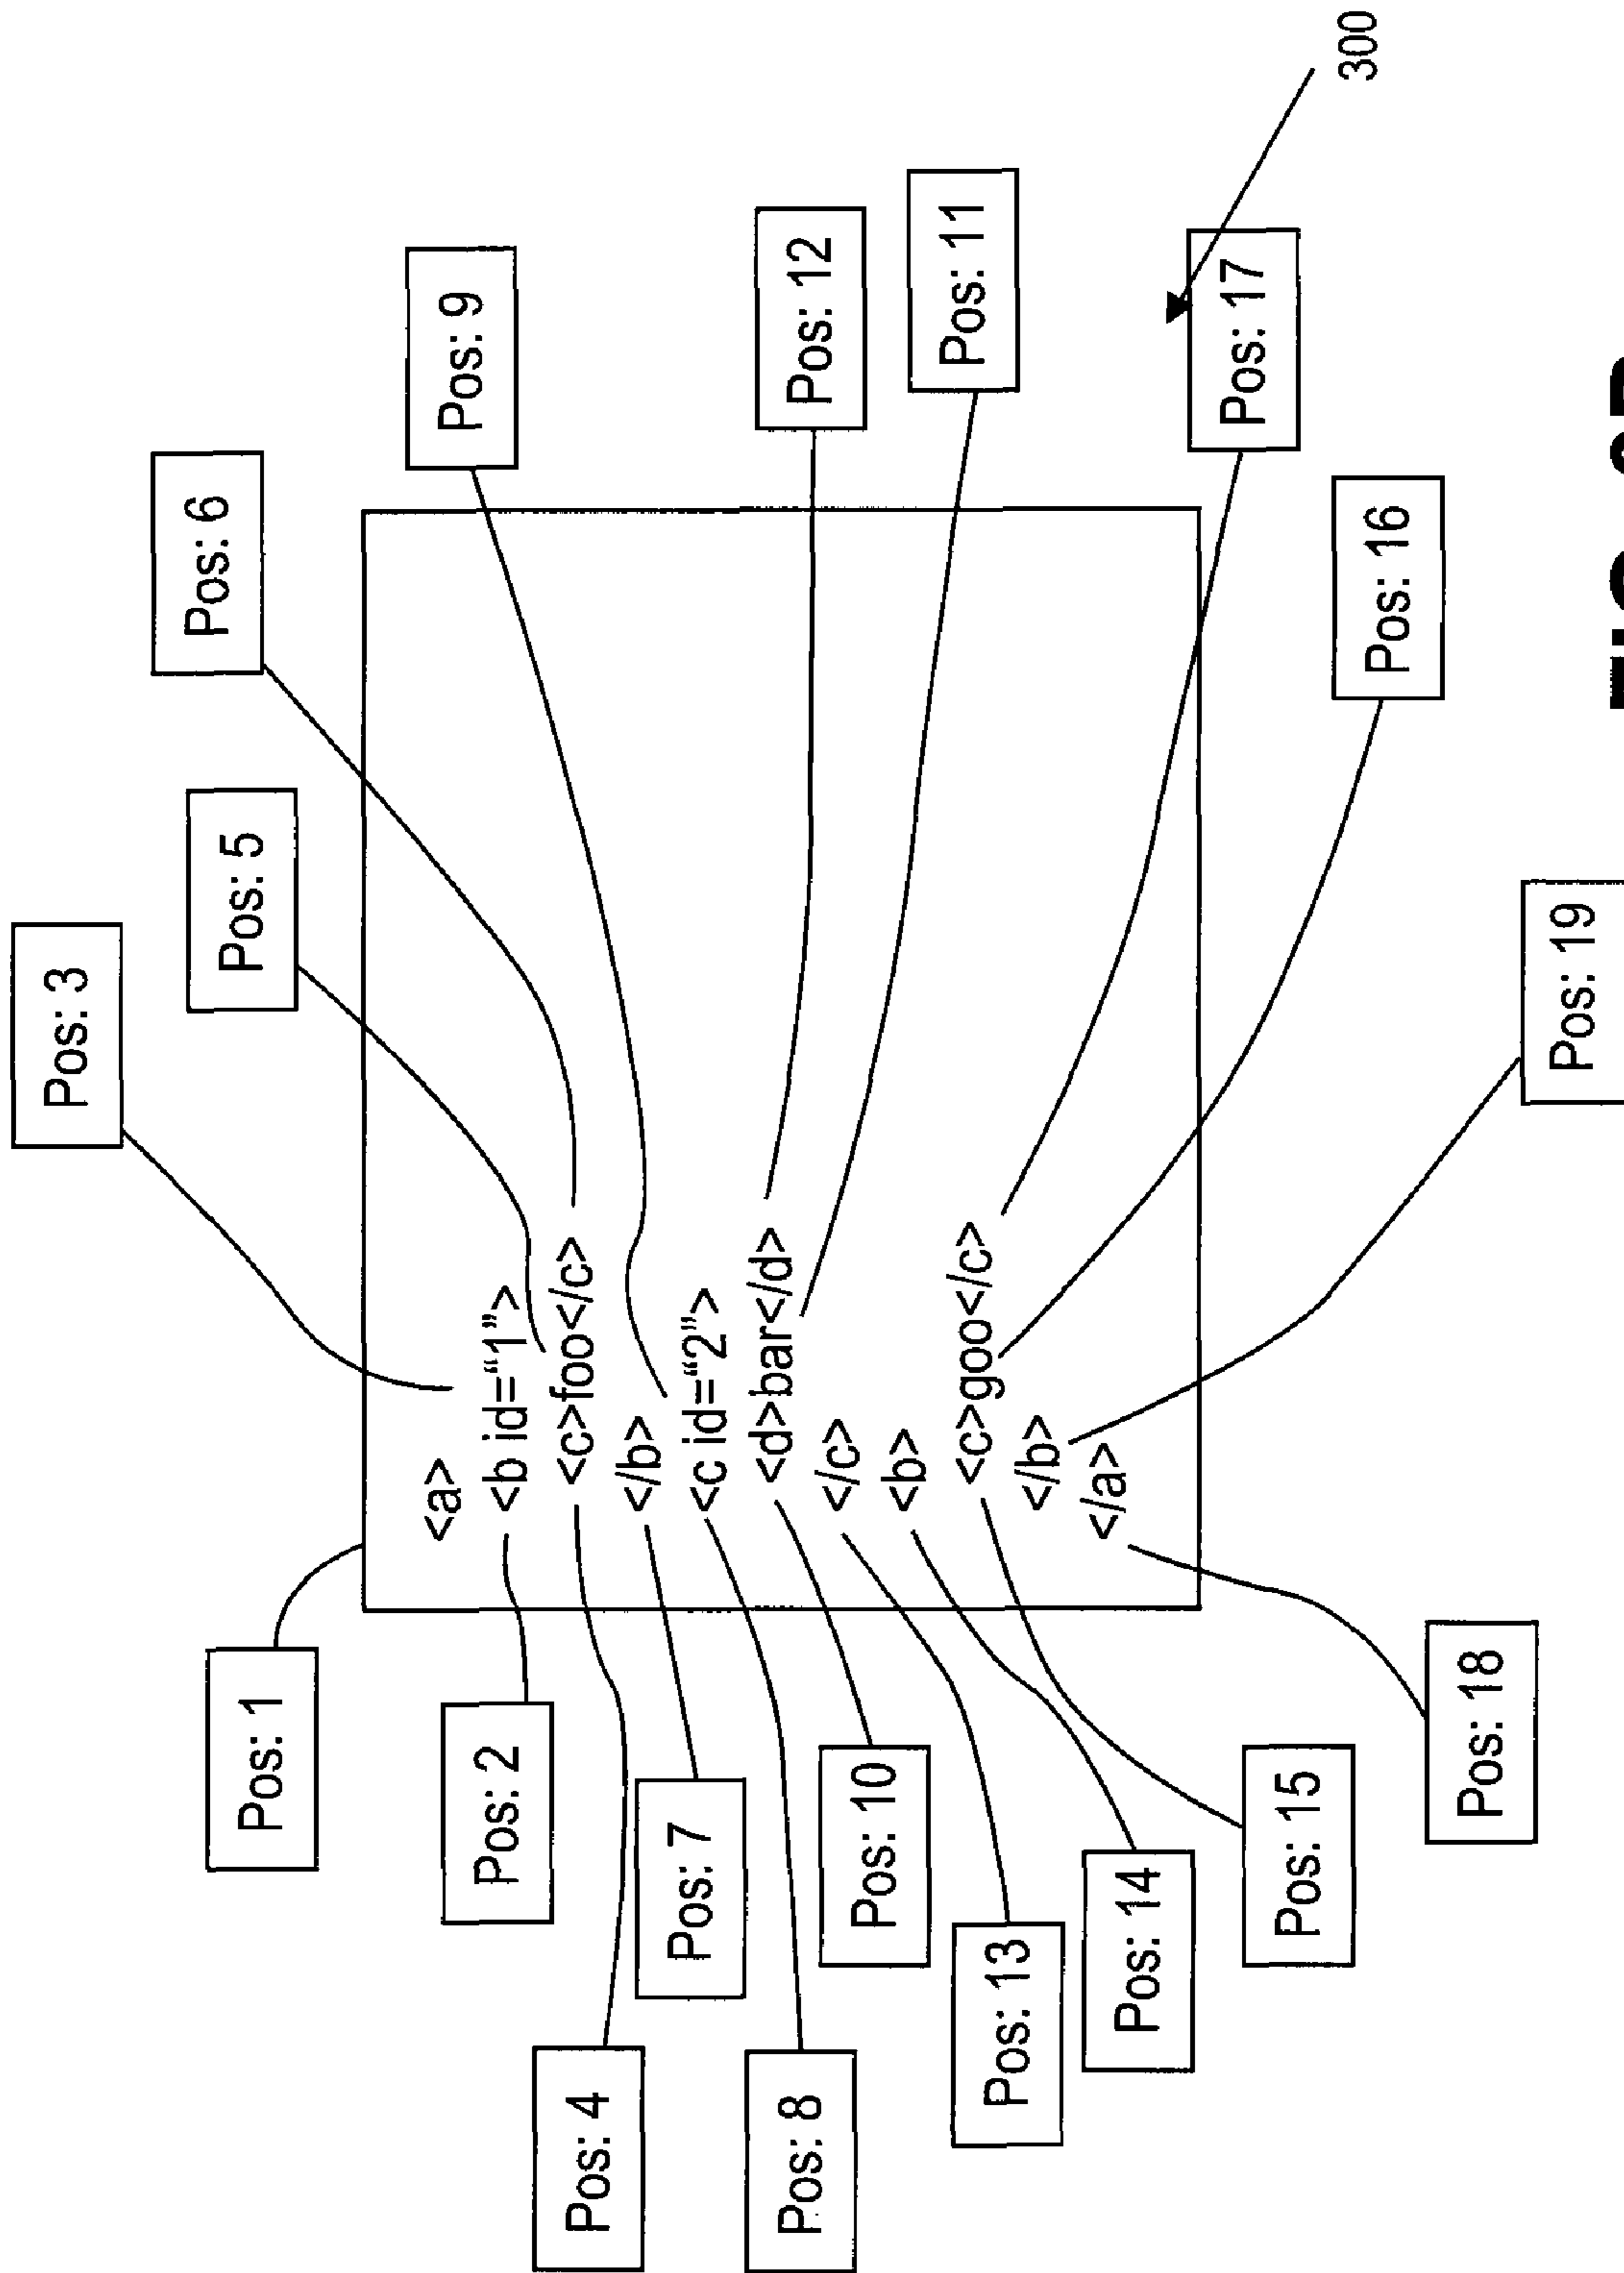 Pos: 3
Pos: 6
Pos: 5
Pos: 1
Pos: 9
<a>
Pos: 2
<b id=“1”>
Pos: 4
<c>foo</c>
Pos: 7
</b>
<c id=“2”>
Pos: 12
Pos: 8
<d>bar</d>
Pos: 10
</c>
Pos: 11
<b>
Pos: 13
<c>goo</c>
Pos: 14
</b>
</a>
Pos: 17
Pos: 15
Pos: 16
300
Pos: 18
Pos: 19